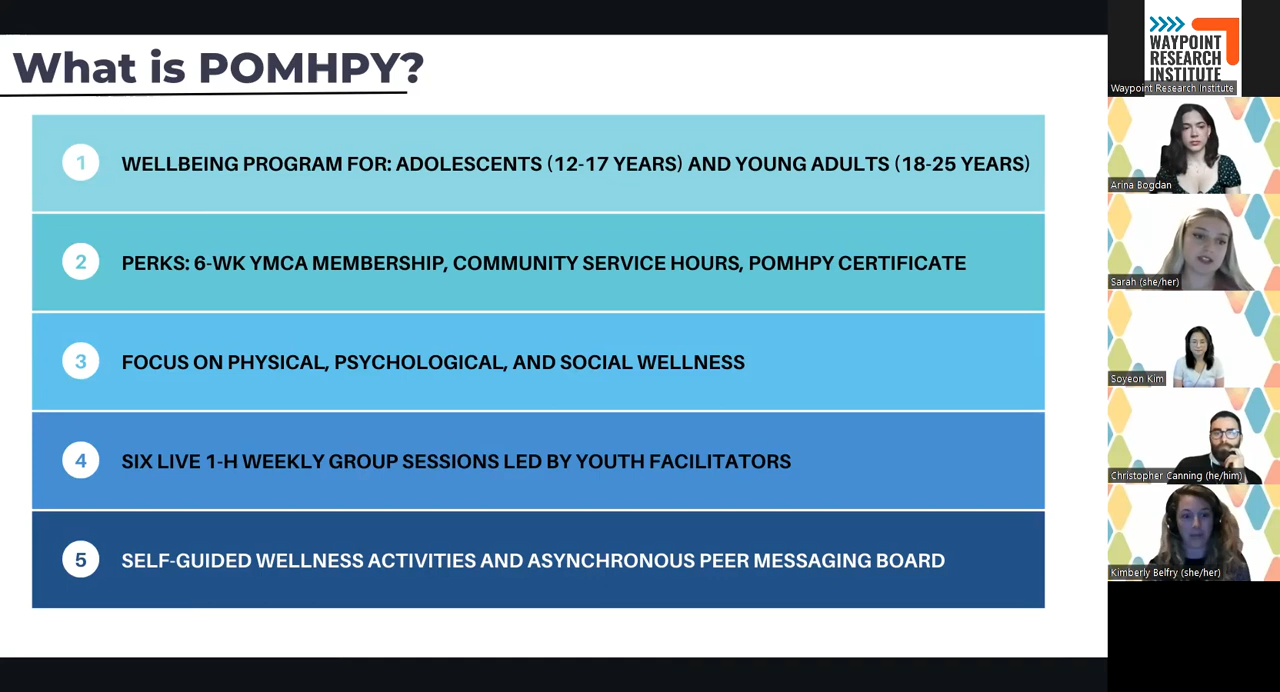 What is POMHPY?
1
WELLBEING PROGRAM FOR: ADOLESCENTS (12-17 YEARS) AND YOUNG ADULTS (18-25 YEARS)
2
PERKS: 6-WK YMCA MEMBERSHIP, COMMUNITY SERVICE HOURS, POMHPY CERTIFICATE
3
FOCUS ON PHYSICAL, PSYCHOLOGICAL, AND SOCIAL WELLNESS
4
SIX LIVE 1-H WEEKLY GROUP SESSIONS LED BY YOUTH FACILITATORS
5
SELF-GUIDED WELLNESS ACTIVITIES AND ASYNCHRONOUS PEER MESSAGING BOARD
WAYPOINT
RESEARCH
INSTITUTE
Waypoint Research Institute
Arina Bogdan
Sarah (she/her)
Soyeon Kim
Christopher Canning (he/him)
Kimberly Belfry (she/her)